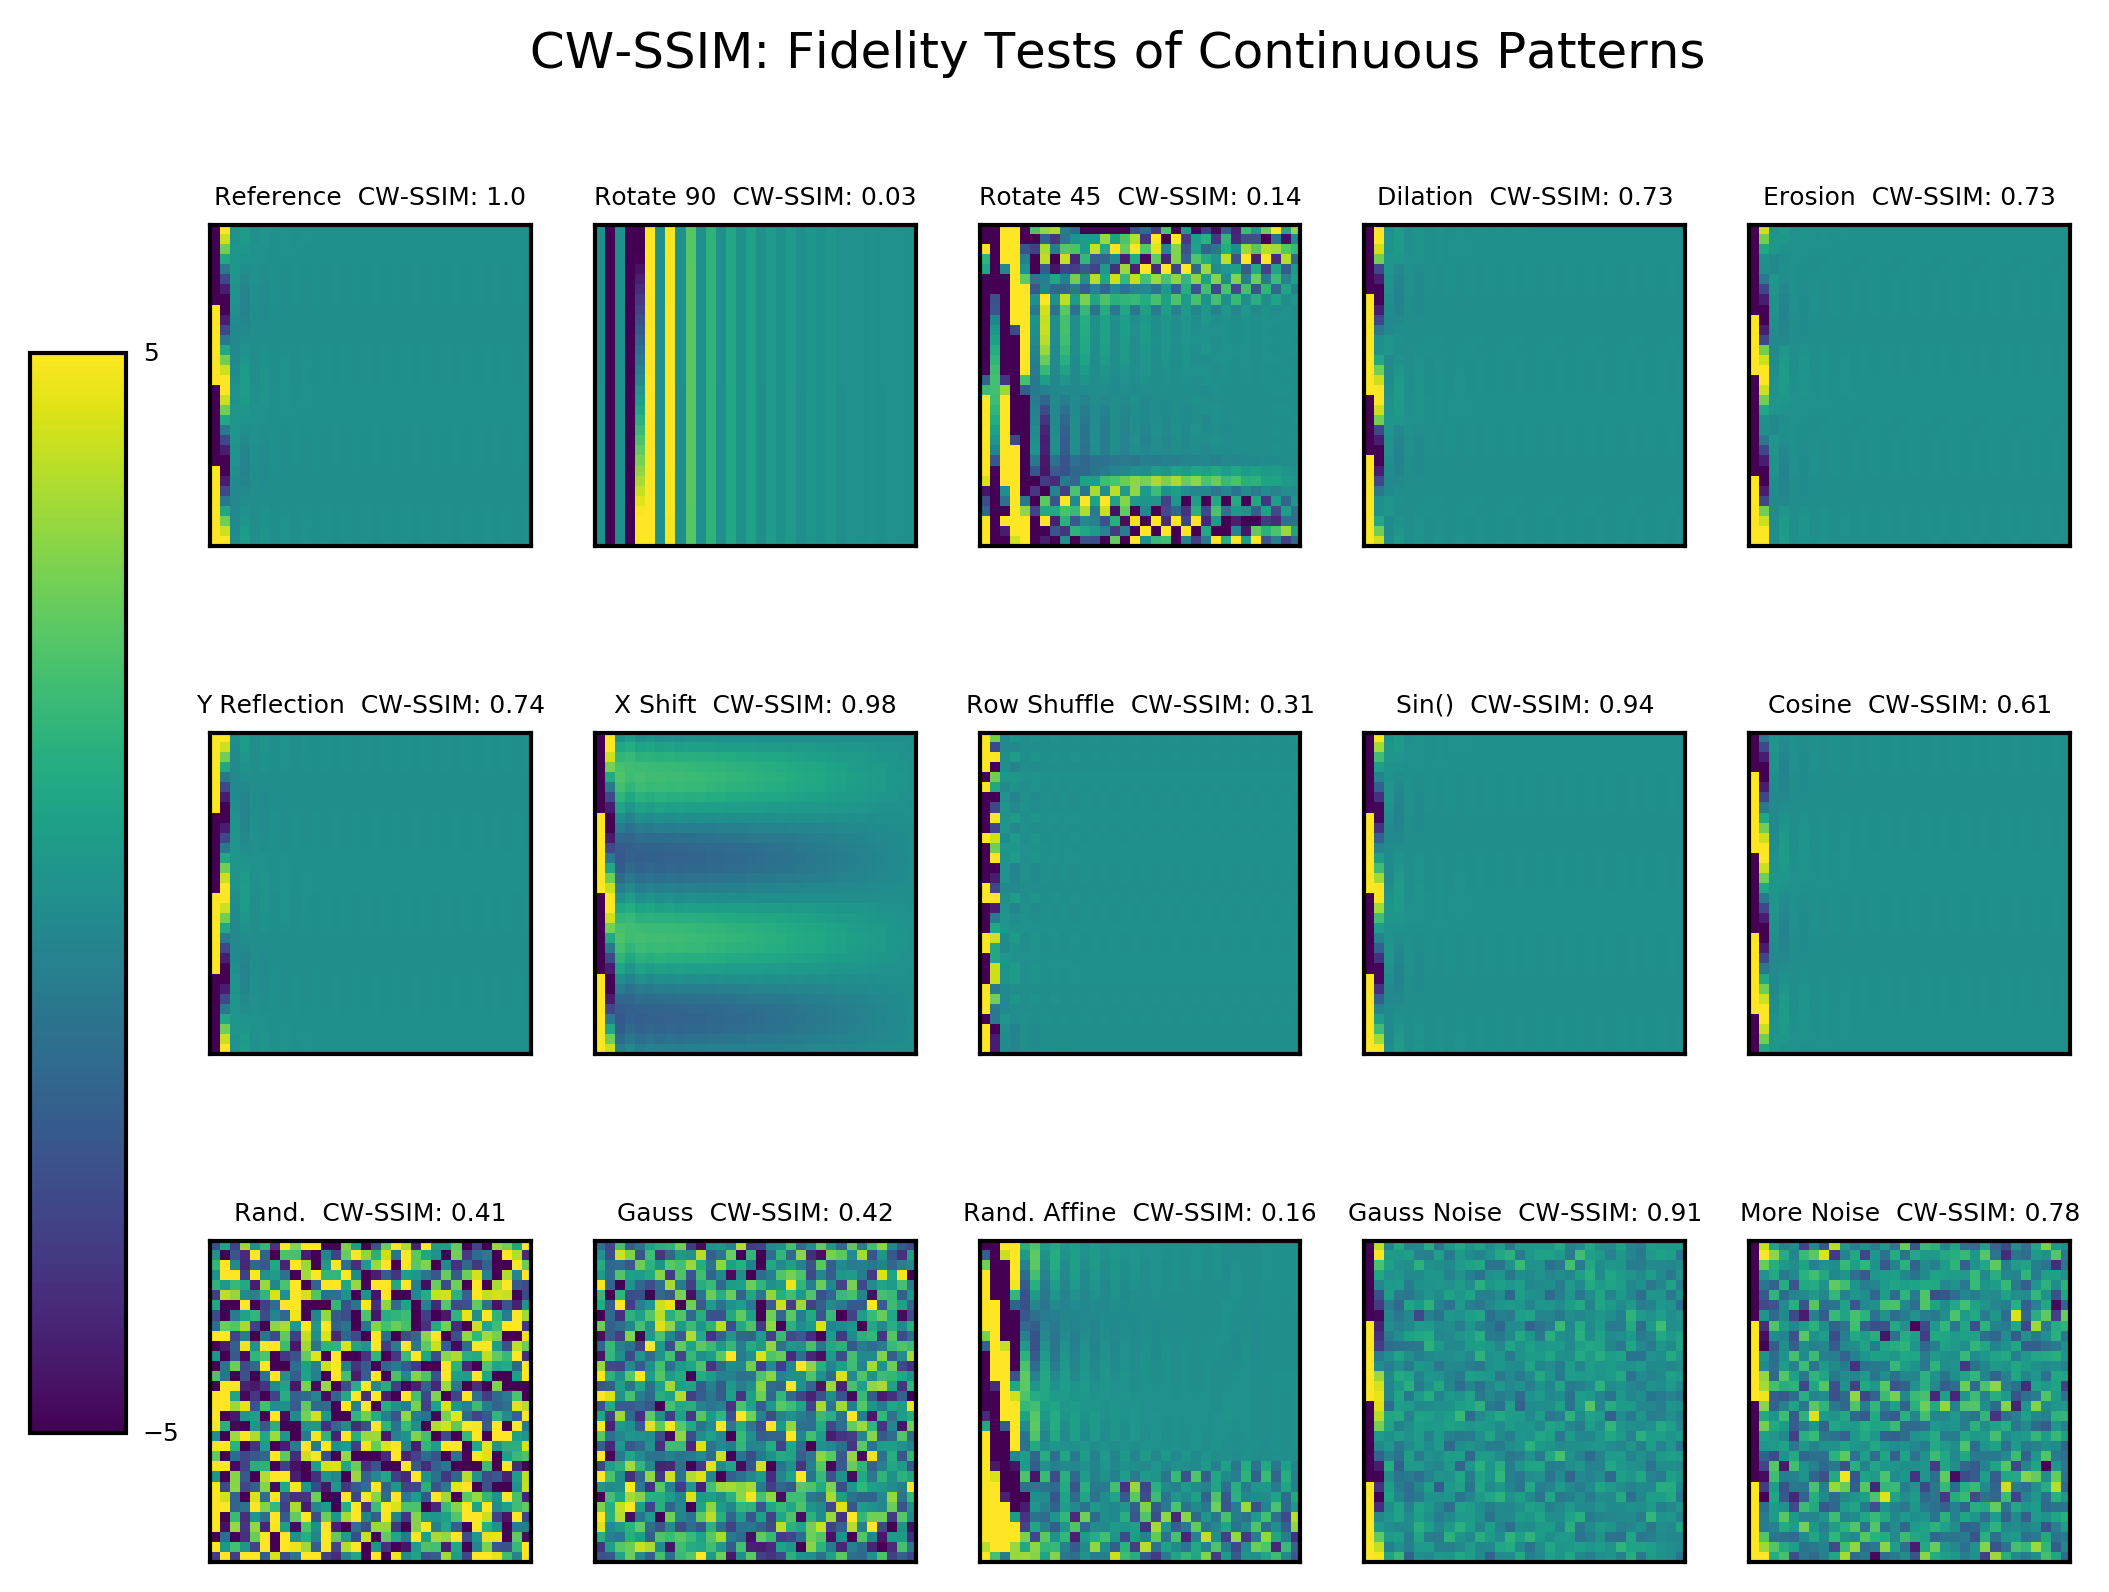 CW-SSIM: Fidelity Tests of Continuous Patterns
Reference  CW-SSIM: 1.0
Rotate 90  CW-SSIM: 0.03
Rotate 45  CW-SSIM: 0.14
Dilation  CW-SSIM: 0.73
Erosion  CW-SSIM: 0.73
5
Y Reflection  CW-SSIM: 0.74
X Shift  CW-SSIM: 0.98
Row Shuffle  CW-SSIM: 0.31
Sin()  CW-SSIM: 0.94
Cosine  CW-SSIM: 0.61
Rand.  CW-SSIM: 0.41
Gauss  CW-SSIM: 0.42
Rand. Affine  CW-SSIM: 0.16
Gauss Noise  CW-SSIM: 0.91
More Noise  CW-SSIM: 0.78
−5